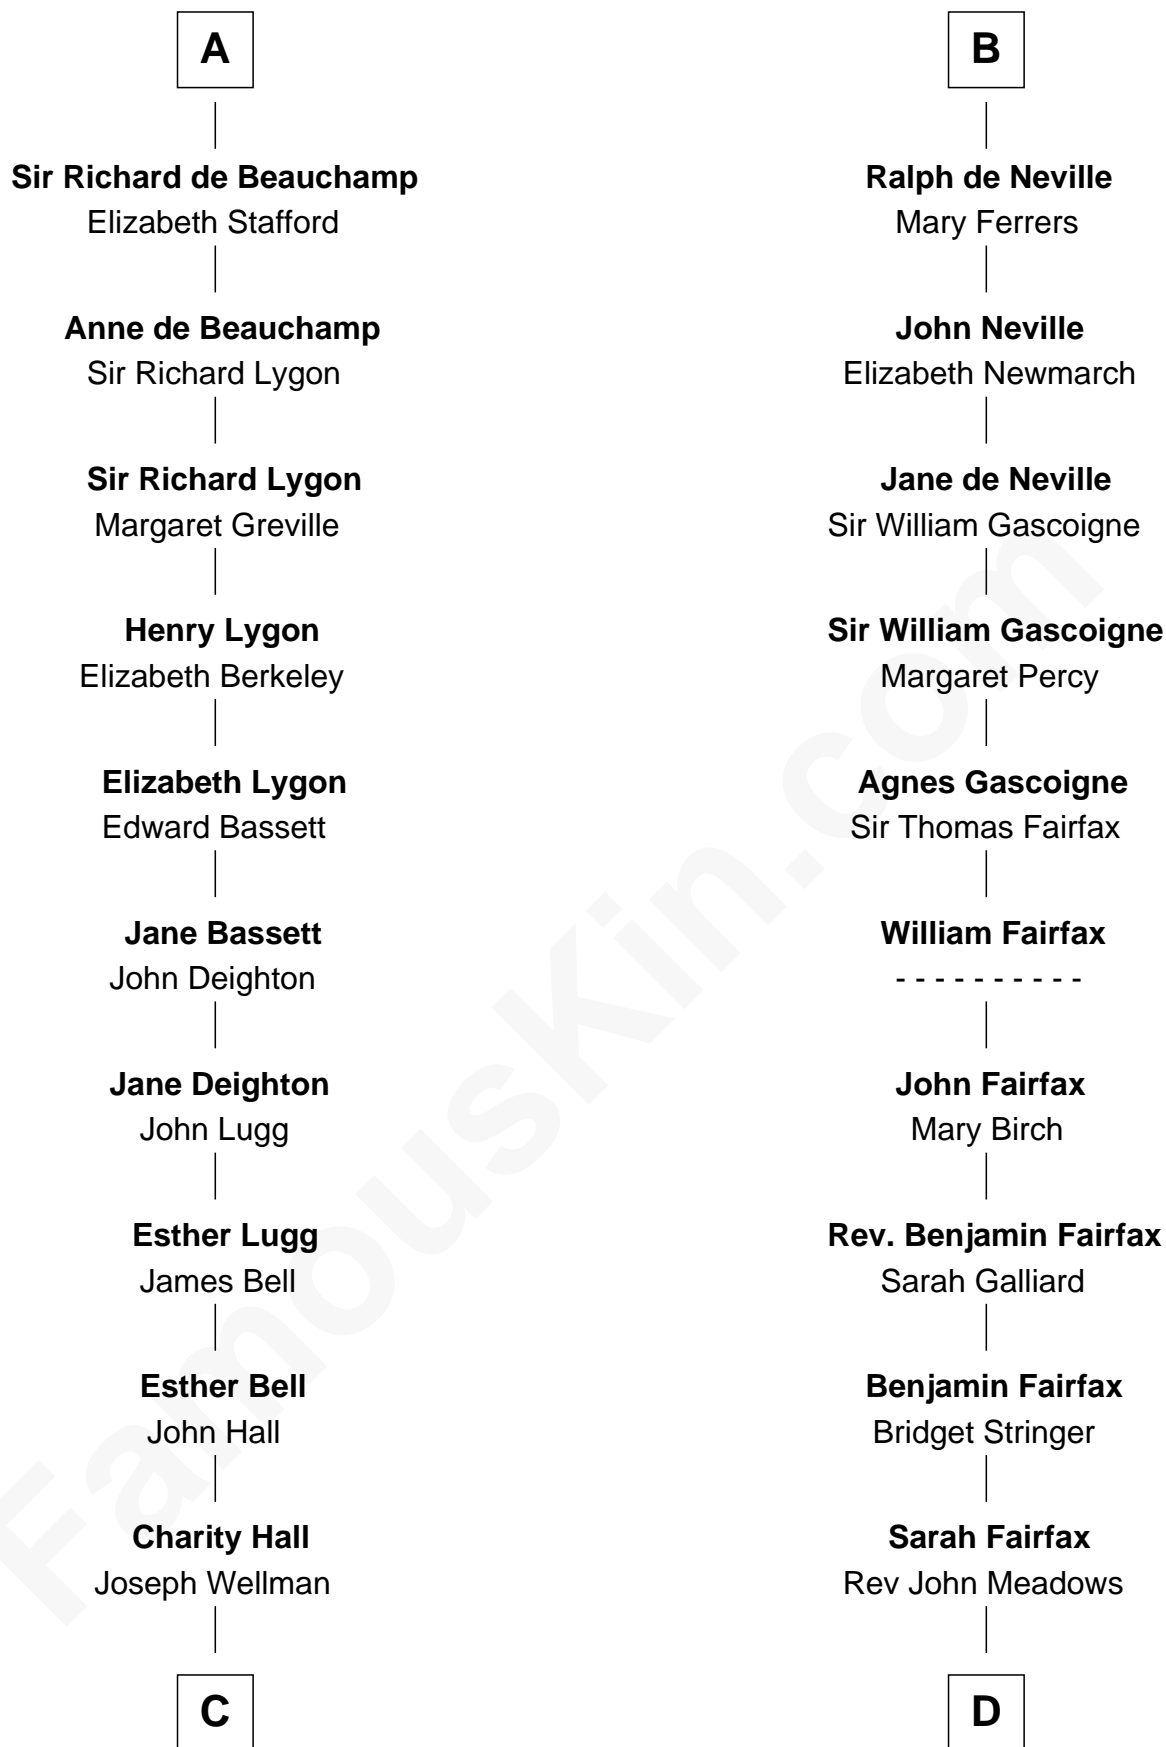 A
Sir Richard de Beauchamp
Elizabeth Stafford
Anne de Beauchamp
Sir Richard Lygon
Sir Richard Lygon
Margaret Greville
Henry Lygon
Elizabeth Berkeley
Elizabeth Lygon
Edward Bassett
Jane Bassett
John Deighton
Jane Deighton
John Lugg
Esther Lugg
James Bell
Esther Bell
John Hall
Charity Hall
Joseph Wellman
C
B
Ralph de Neville
Mary Ferrers
John Neville
Elizabeth Newmarch
Jane de Neville
Sir William Gascoigne
Sir William Gascoigne
Margaret Percy
Agnes Gascoigne
Sir Thomas Fairfax
William Fairfax
- - - - - - - - - -
John Fairfax
Mary Birch
Rev. Benjamin Fairfax
Sarah Galliard
Benjamin Fairfax
Bridget Stringer
Sarah Fairfax
Rev John Meadows
D
FamousKin.com